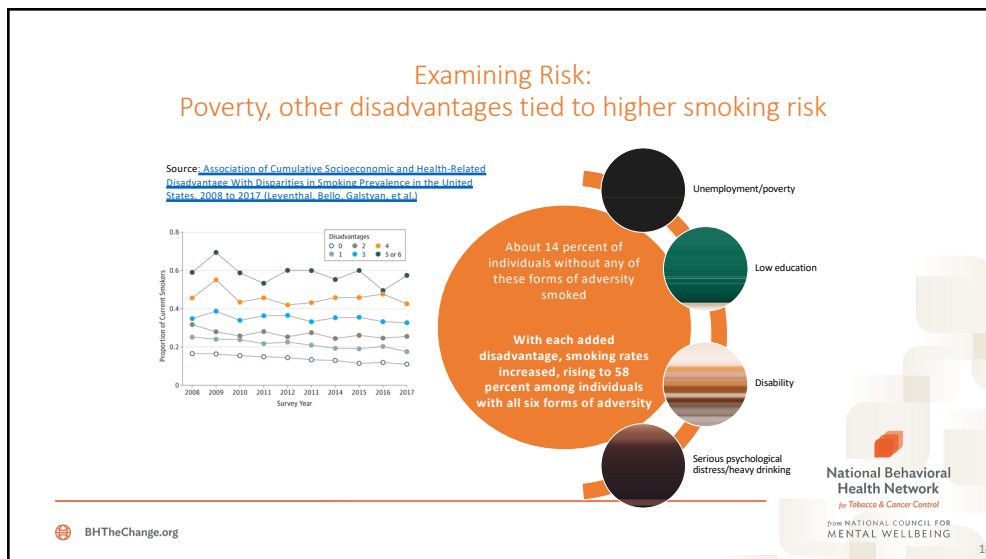 Examining Risk:
Poverty, other disadvantages tied to higher smoking risk
Source: Association of Cumulative Socioeconomic and Health-Related
Disadvantage With Disparities in Smoking Prevalence in the United
States, 2008 to 2017 (Leventhal, Bello, Galstyan, et al.)
Disadvantages
0 2 4
1 3 5 or 6
Proportion of Current Smokers
0.8
0.6
0.4
0.2
0
2008 2009 2010 2011 2012 2013 2014 2015 2016 2017
Survey Year
About 14 percent of
individuals without any of
these forms of adversity
smoked
With each added
disadvantage, smoking rates
increased, rising to 58
percent among individuals
with all six forms of adversity
Unemployment/poverty
Low education
Disability
Serious psychological
distress/heavy drinking
National Behavioral
Health Network
for Tobacco & Cancer Control
from NATIONAL COUNCIL FOR
MENTAL WELLBEING
BHTheChange.org